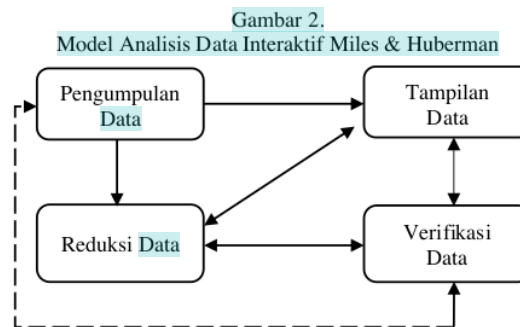 Gambar 2.
Model Analisis Data Interaktif Miles & Huberman
Pengumpulan
Data
Tampilan
Data
Reduksi Data
Verifikasi
Data